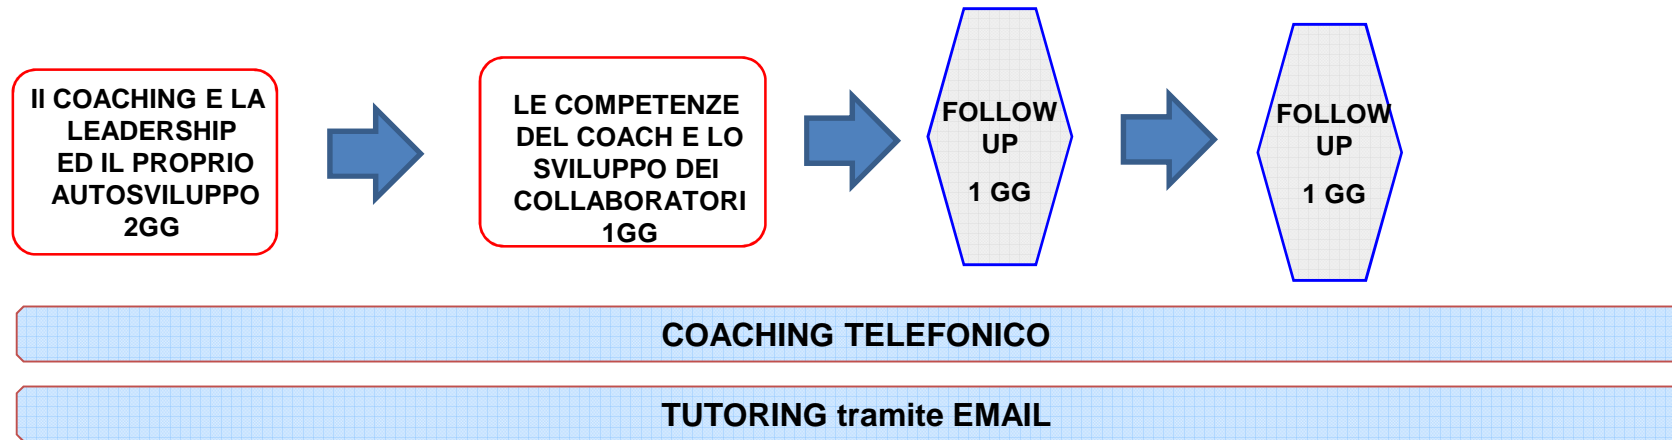 Il COACHING E LA
LEADERSHIP
ED IL PROPRIO
AUTOSVILUPPO
2GG
LE COMPETENZE
DEL COACH E LO
SVILUPPO DEI
COLLABORATORI
1GG
FOLLOW
UP
1 GG
FOLLOW
UP
1 GG
COACHING TELEFONICO
TUTORING tramite EMAIL